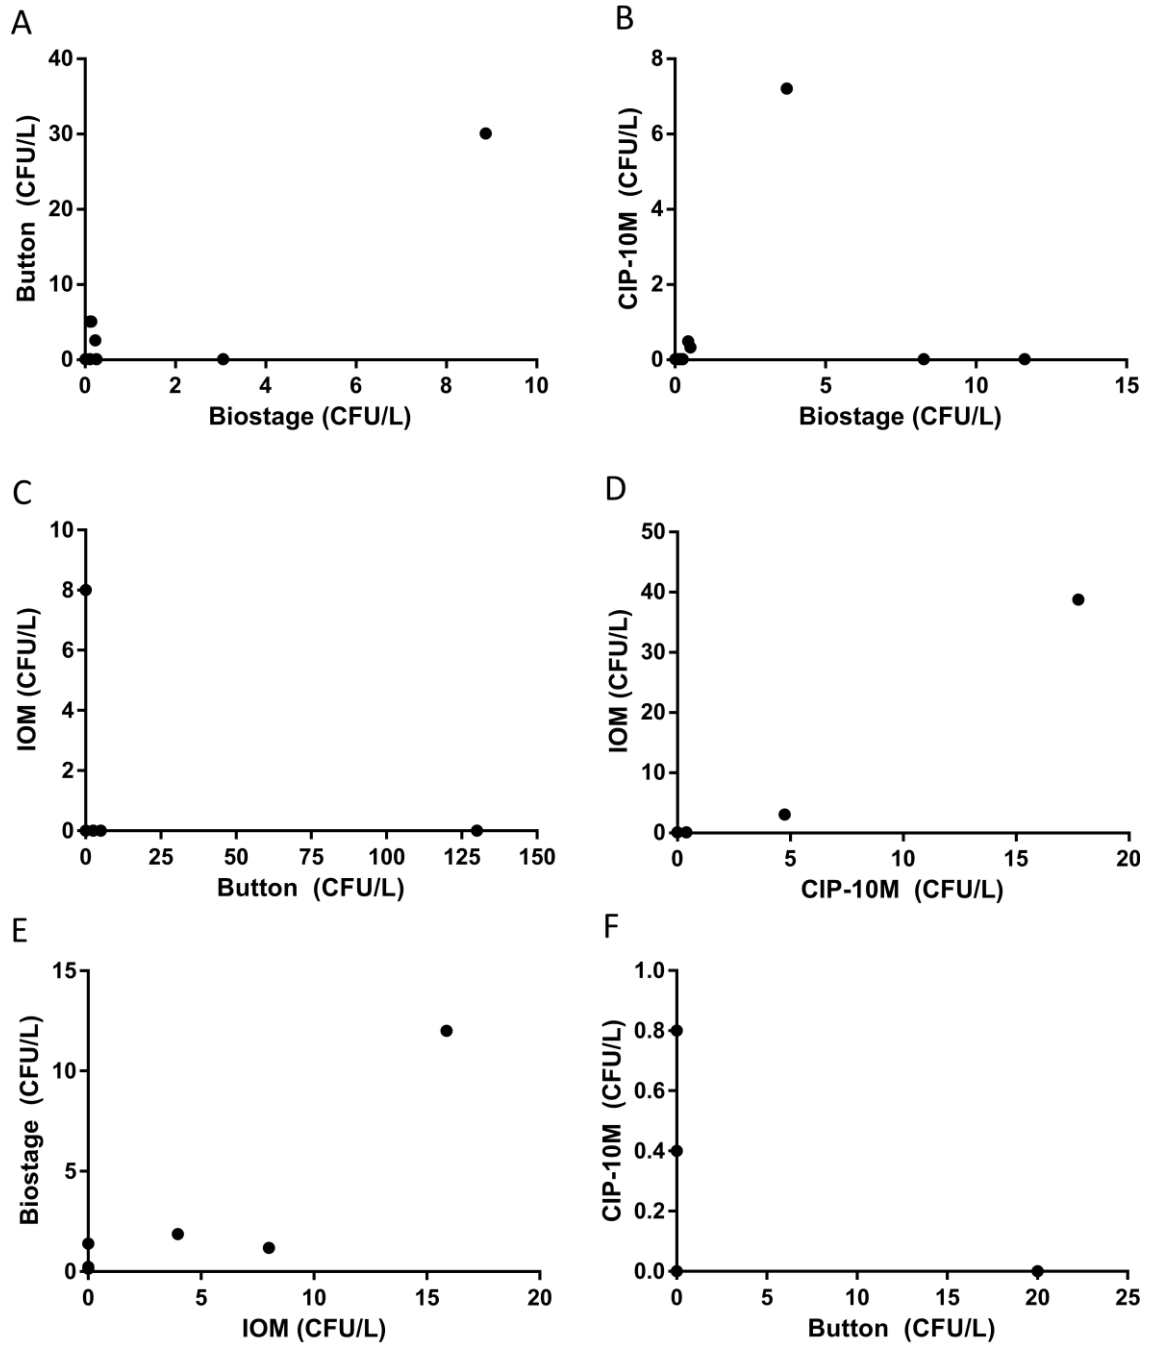 A
40
30
20
10
0
Button (CFU/L)
0 2 4 6 8 10
Biostage (CFU/L)
B
8
6
4
2
0
CIP-10M (CFU/L)
0 5 10 15
Biostage (CFU/L)
C
10
8
6
4
2
0
IOM (CFU/L)
0 25 50 75 100 125 150
Button (CFU/L)
D
50
40
30
20
10
0
IOM (CFU/L)
0 5 10 15 20
CIP-10M (CFU/L)
E
15
10
5
0
Biostage (CFU/L)
0 5 10 15 20
IOM (CFU/L)
F
1.0
0.8
0.6
0.4
0.2
0.0
CIP-10M (CFU/L)
0 5 10 15 20 25
Button (CFU/L)